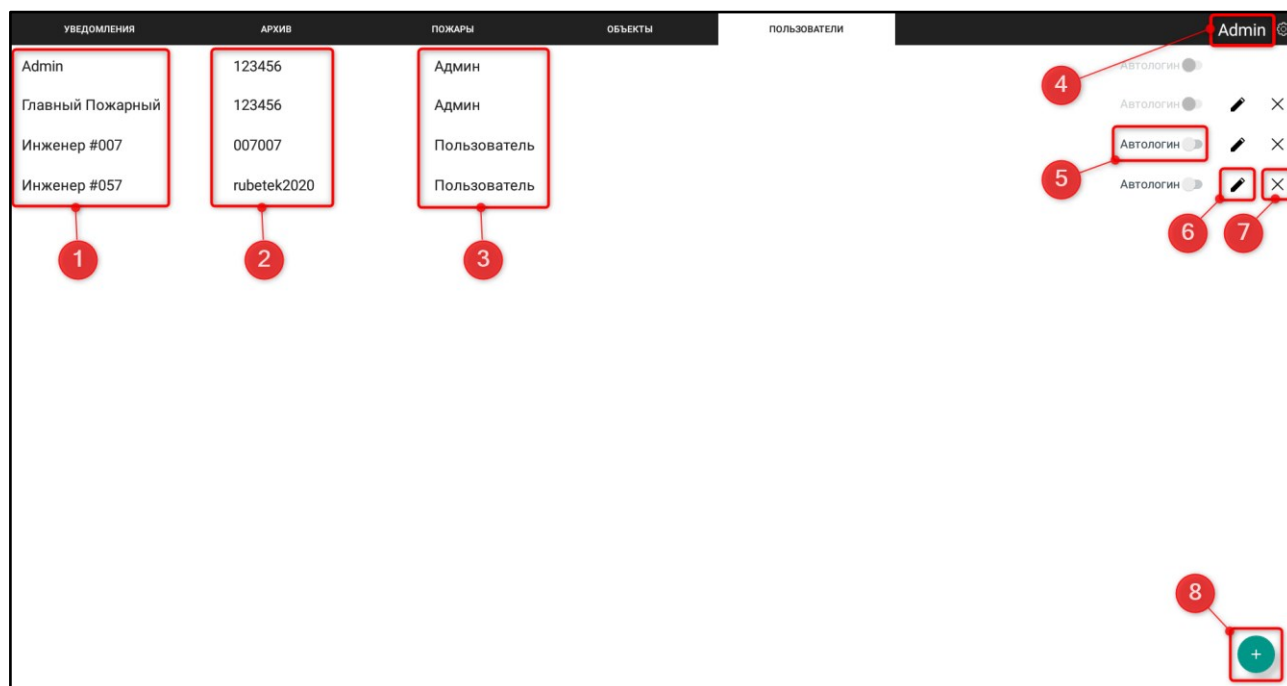 УВЕДОМЛЕНИЯ АРХИВ ПОЖАРЫ ОБЪЕКТЫ ПОЛЬЗОВАТЕЛИ Admin
Admin 123456 Админ Автологин
4
Главный Пожарный 123456 Админ Автологин
Инженер #007 007007 Пользователь Автологин
5
Инженер #057 rubetek2020 Пользователь Автологин
6 7
1 2 3
8
+